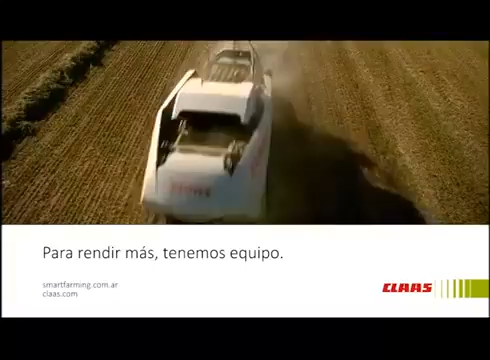 Para rendir más, tenemos equipo.
smartfarming.com.ar
claas.com
CLAAS